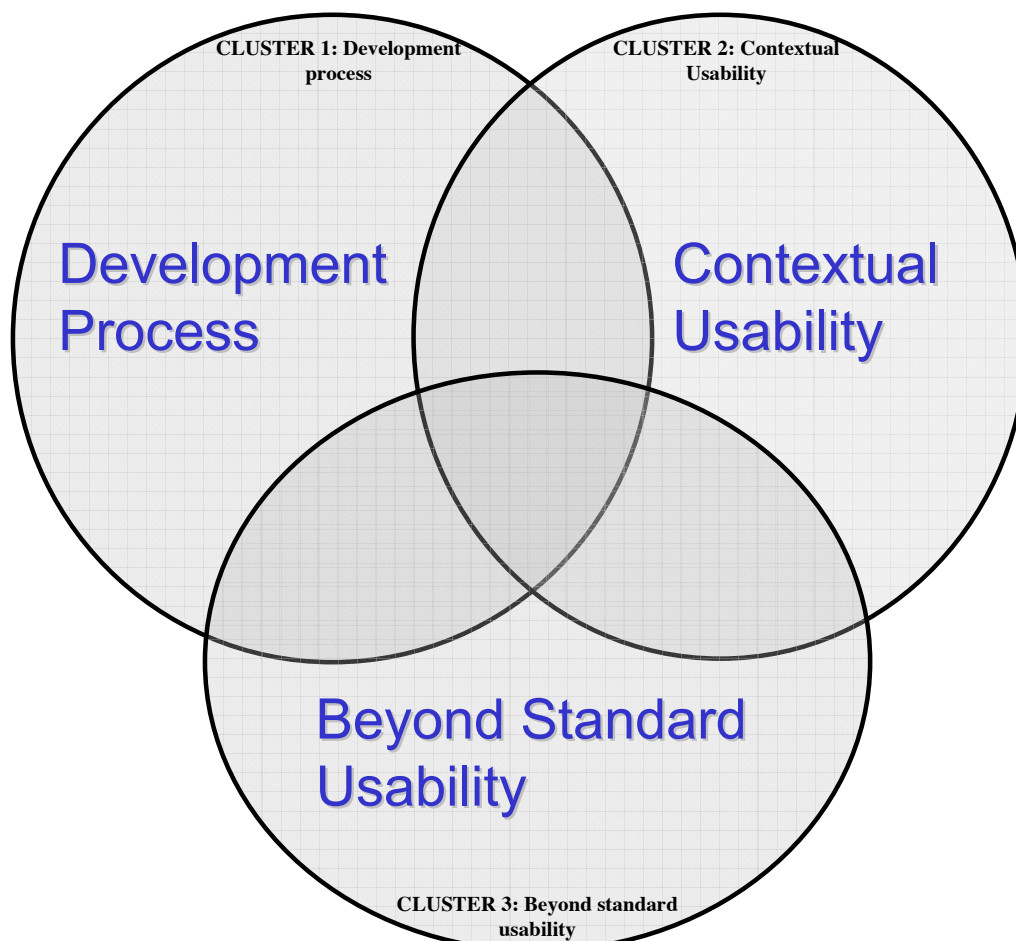 CLUSTER 1: Development
process
CLUSTER 2: Contextual
Usability
Development
Process
Contextual
Usability
Beyond Standard
Usability
CLUSTER 3: Beyond standard
usability